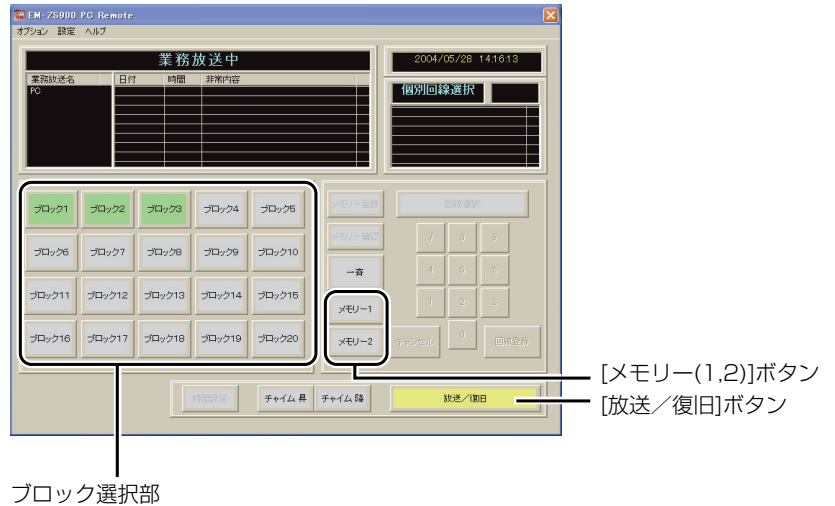 EM-ZS900 PC Remote
オプション 設定 ヘルプ
業務放送中
業務放送名 日付 時間 非常内容
PC
2004/05/28 14:16:13
個別回線選択
ブロック1 ブロック2 ブロック3 ブロック4 ブロック5
ブロック6 ブロック7 ブロック8 ブロック9 ブロック10
ブロック11 ブロック12 ブロック13 ブロック14 ブロック15
ブロック16 ブロック17 ブロック18 ブロック19 ブロック20
メモリー登録 回線選択
メモリー確認 7 8 9
一斉 4 5 6
メモリー1 1 2 3
メモリー2 キャンセル 0 回線登録
時間設定 チャイム 昇 チャイム 降 放送／復旧
[メモリー(1,2)]ボタン
[放送／復旧]ボタン
ブロック選択部